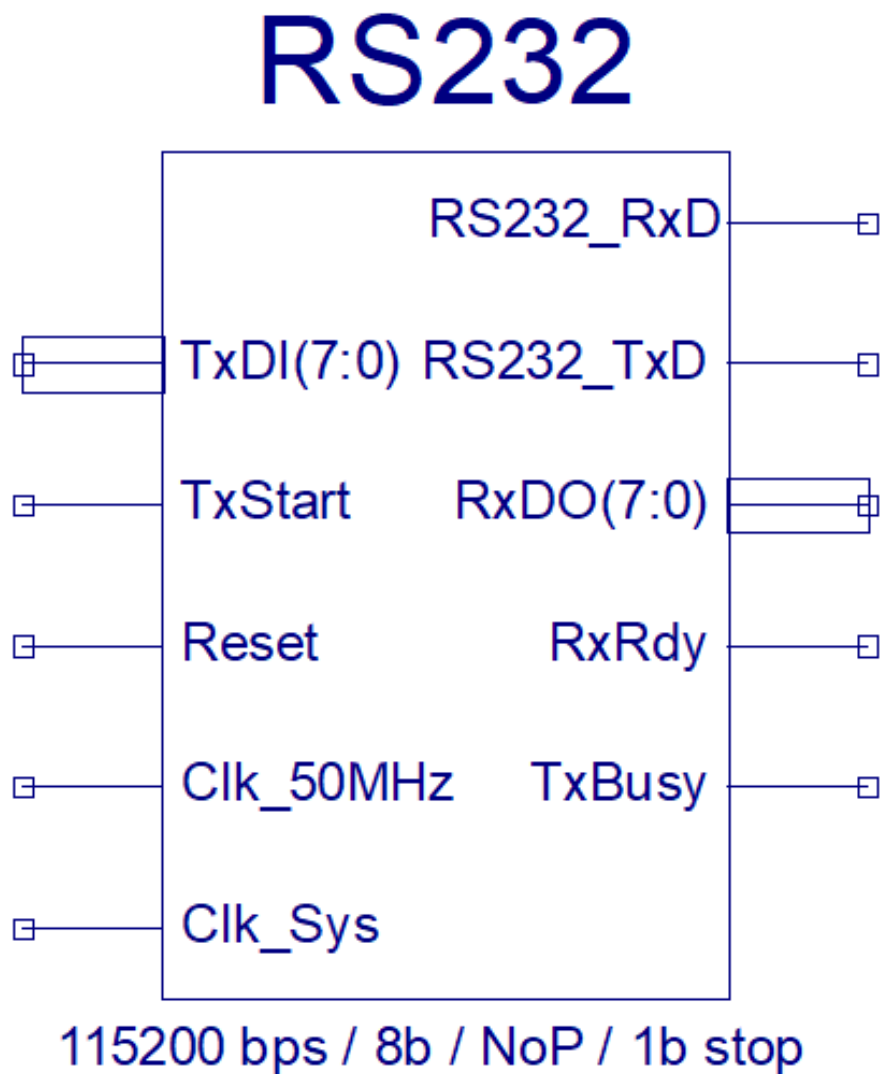 RS232
RS232_RxD
TxDI(7:0) RS232_TxD
TxStart RxDO(7:0)
Reset RxRdy
Clk_50MHz TxBusy
Clk_Sys
115200 bps / 8b / NoP / 1b stop